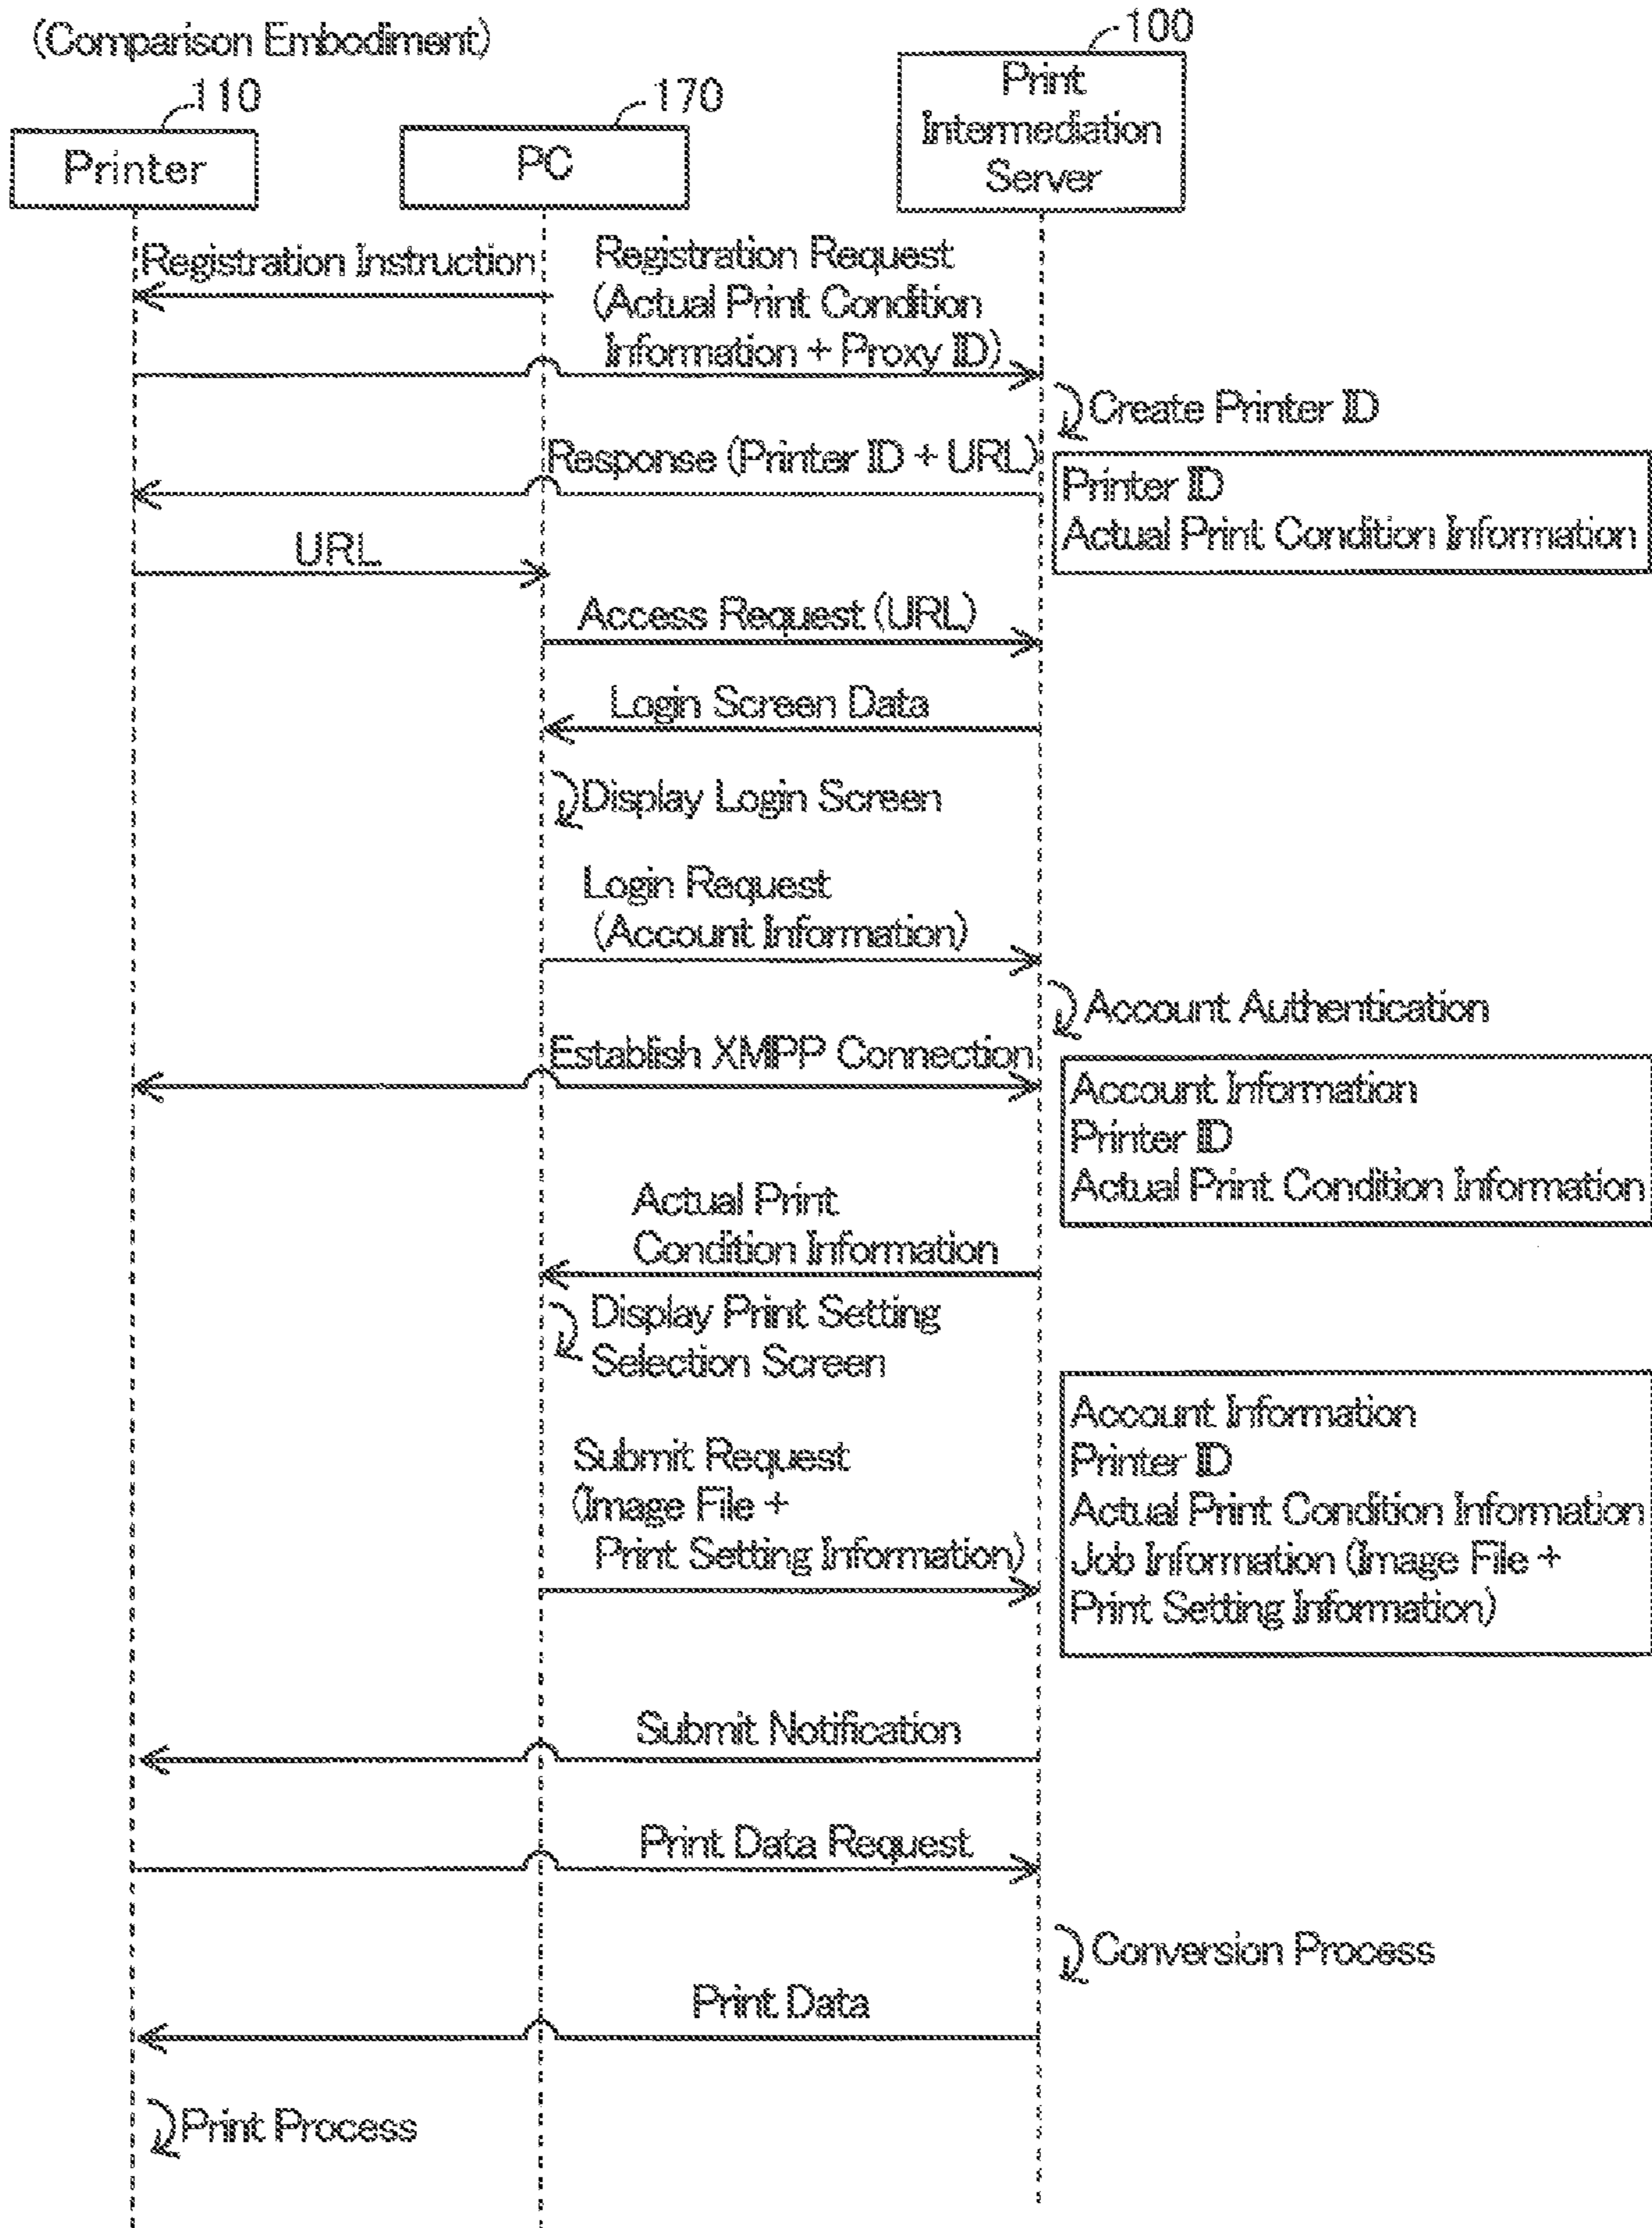 (Comparison Embodiment)
110
170
100
Printer
PC
Print
Intermediation
Server
Registration Instruction
Registration Request
(Actual Print Condition
Information + Proxy ID)
Create Printer ID
Response (Printer ID + URL)
Printer ID
Actual Print Condition Information
URL
Access Request (URL)
Login Screen Data
Display Login Screen
Login Request
(Account Information)
Account Authentication
Establish XMPP Connection
Account Information
Printer ID
Actual Print Condition Information
Actual Print
Condition Information
Display Print Setting
Selection Screen
Submit Request
(Image File +
Print Setting Information)
Account Information
Printer ID
Actual Print Condition Information
Job Information (Image File +
Print Setting Information)
Submit Notification
Print Data Request
Conversion Process
Print Data
Print Process